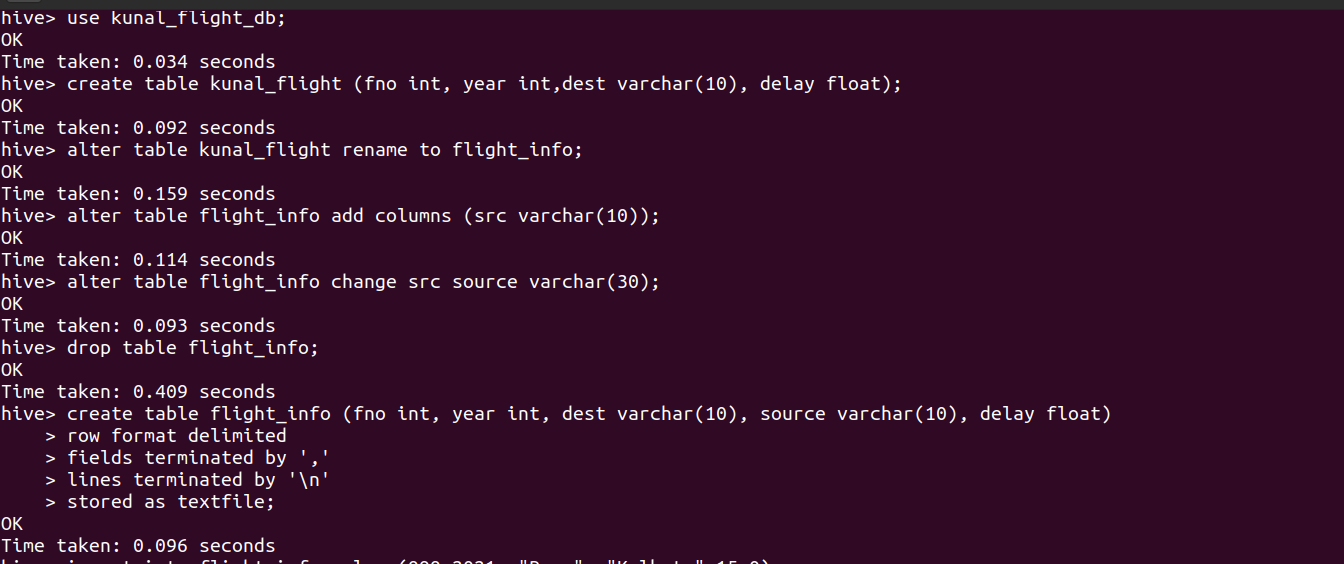 hive> use kunal_flight_db;
OK
Time taken: 0.034 seconds
hive> create table kunal_flight (fno int, year int,dest varchar(10), delay float);
OK
Time taken: 0.092 seconds
hive> alter table kunal_flight rename to flight_info;
OK
Time taken: 0.159 seconds
hive> alter table flight_info add columns (src varchar(10));
OK
Time taken: 0.114 seconds
hive> alter table flight_info change src source varchar(30);
OK
Time taken: 0.093 seconds
hive> drop table flight_info;
OK
Time taken: 0.409 seconds
hive> create table flight_info (fno int, year int, dest varchar(10), source varchar(10), delay float)
    > row format delimited
    > fields terminated by ','
    > lines terminated by '\n'
    > stored as textfile;
OK
Time taken: 0.096 seconds